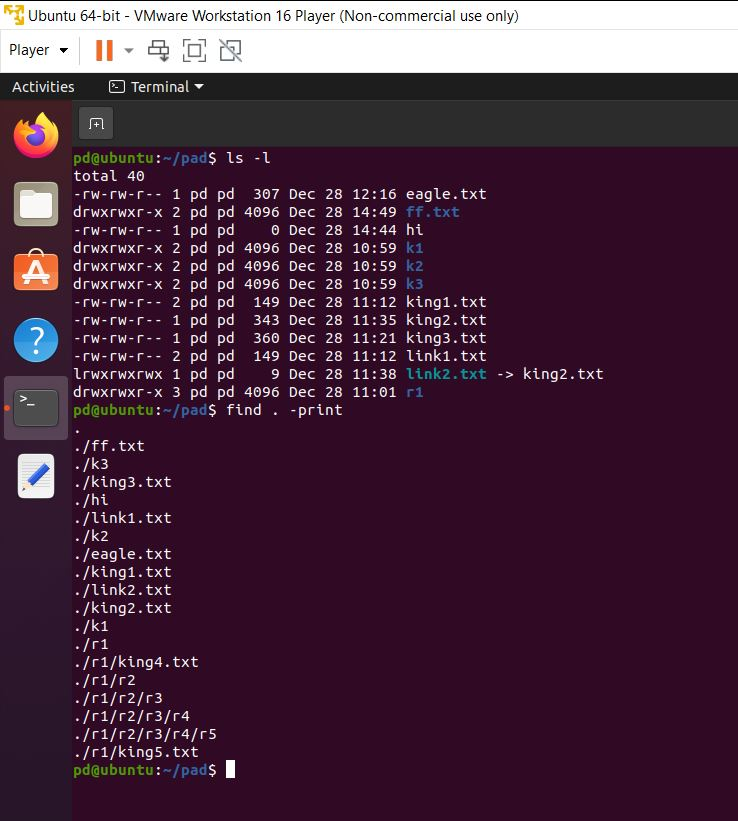 Ubuntu 64-bit - VMware Workstation 16 Player (Non-commercial use only)
Player
Activities Terminal
pd@ubuntu:~/pad$ ls -l
total 40
-rw-rw-r-- 1 pd pd  307 Dec 28 12:16 eagle.txt
drwxrwxr-x 2 pd pd 4096 Dec 28 14:49 ff.txt
-rw-rw-r-- 1 pd pd    0 Dec 28 14:44 hi
drwxrwxr-x 2 pd pd 4096 Dec 28 10:59 k1
drwxrwxr-x 2 pd pd 4096 Dec 28 10:59 k2
drwxrwxr-x 2 pd pd 4096 Dec 28 10:59 k3
-rw-rw-r-- 2 pd pd  149 Dec 28 11:12 king1.txt
-rw-rw-r-- 1 pd pd  343 Dec 28 11:35 king2.txt
-rw-rw-r-- 1 pd pd  360 Dec 28 11:21 king3.txt
-rw-rw-r-- 2 pd pd  149 Dec 28 11:12 link1.txt
lrwxrwxrwx 1 pd pd    9 Dec 28 11:38 link2.txt -> king2.txt
drwxrwxr-x 3 pd pd 4096 Dec 28 11:01 r1
pd@ubuntu:~/pad$ find . -print
.
./ff.txt
./k3
./king3.txt
./hi
./link1.txt
./k2
./eagle.txt
./king1.txt
./link2.txt
./king2.txt
./k1
./r1
./r1/king4.txt
./r1/r2
./r1/r2/r3
./r1/r2/r3/r4
./r1/r2/r3/r4/r5
./r1/king5.txt
pd@ubuntu:~/pad$